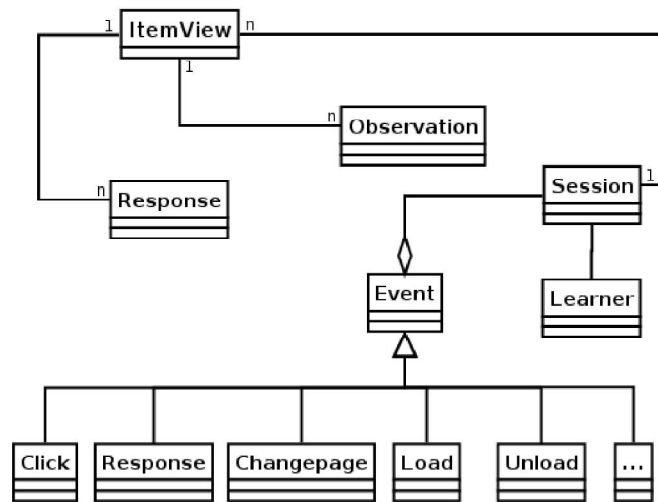 1 ItemView n
1
n Observation
Session 1
n Response
Event
Learner
Click Response Changepage Load Unload ...